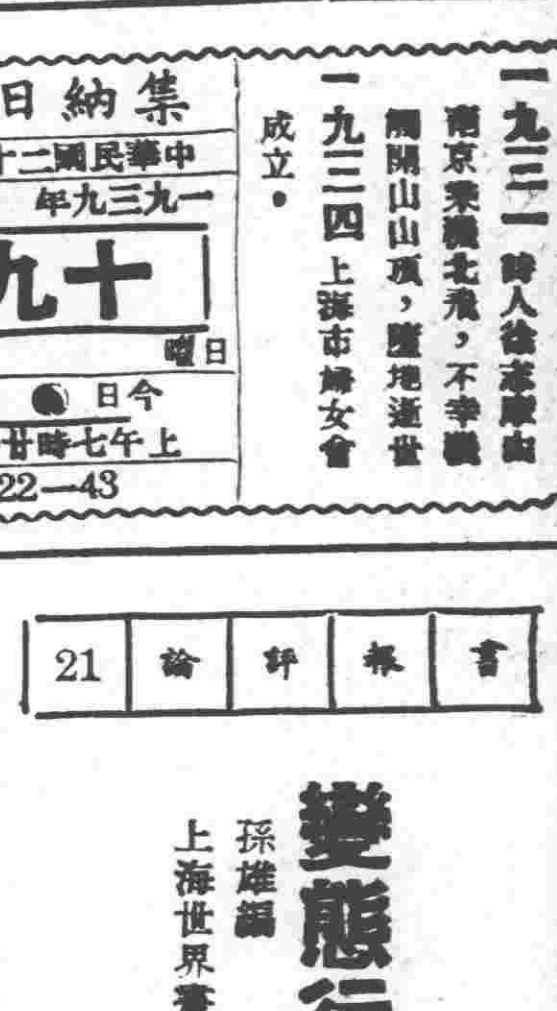 一九三一 詩人徐志摩由
南京乘機北飛，不幸機
觸開山山頂，墮地逝世
一九三四 上海市婦女會
成立●
集納日
中華民國二十
一九三九年
十九
日曜
今日
上午七時廿
22—43
書報評論 21
變態行
孫雄編
上海世界書